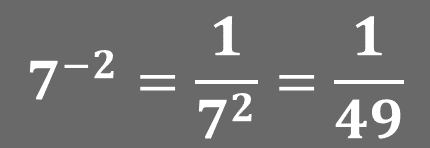 7⁻² = 1/7² = 1/49